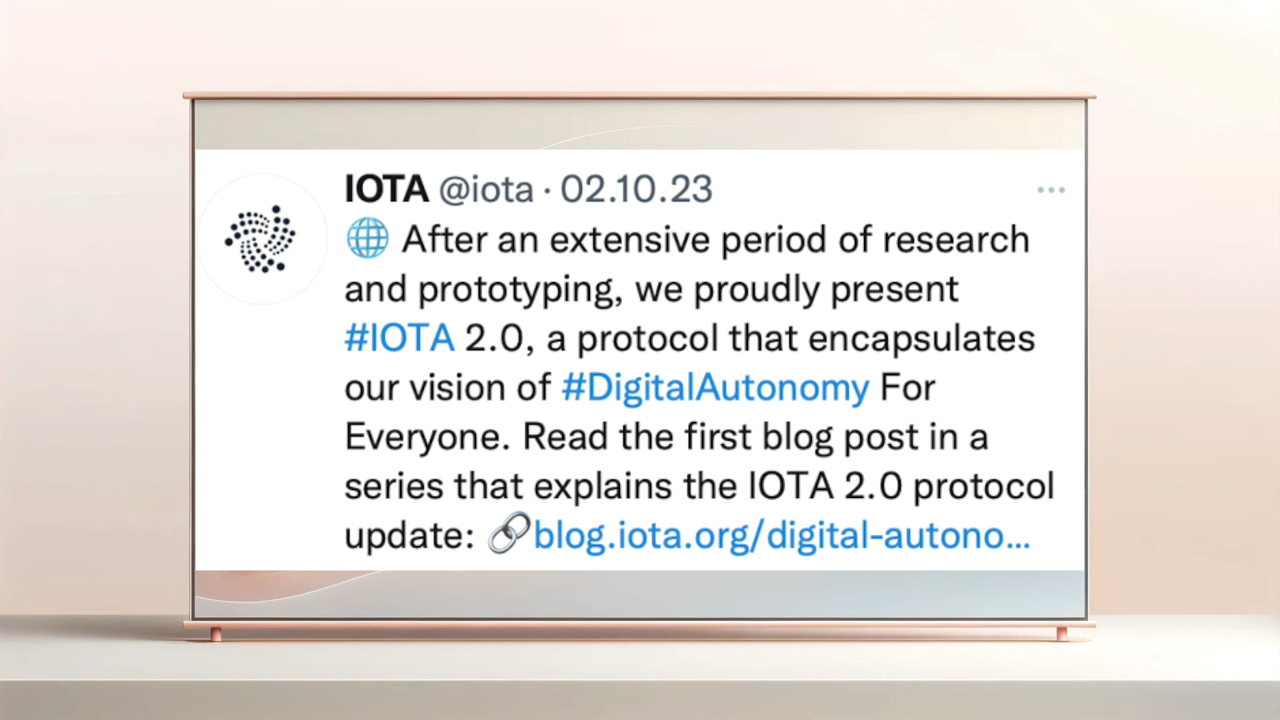 IOTA @iota · 02.10.23
🌐 After an extensive period of research
and prototyping, we proudly present
#IOTA 2.0, a protocol that encapsulates
our vision of #DigitalAutonomy For
Everyone. Read the first blog post in a
series that explains the IOTA 2.0 protocol
update: 🔗blog.iota.org/digital-autono...